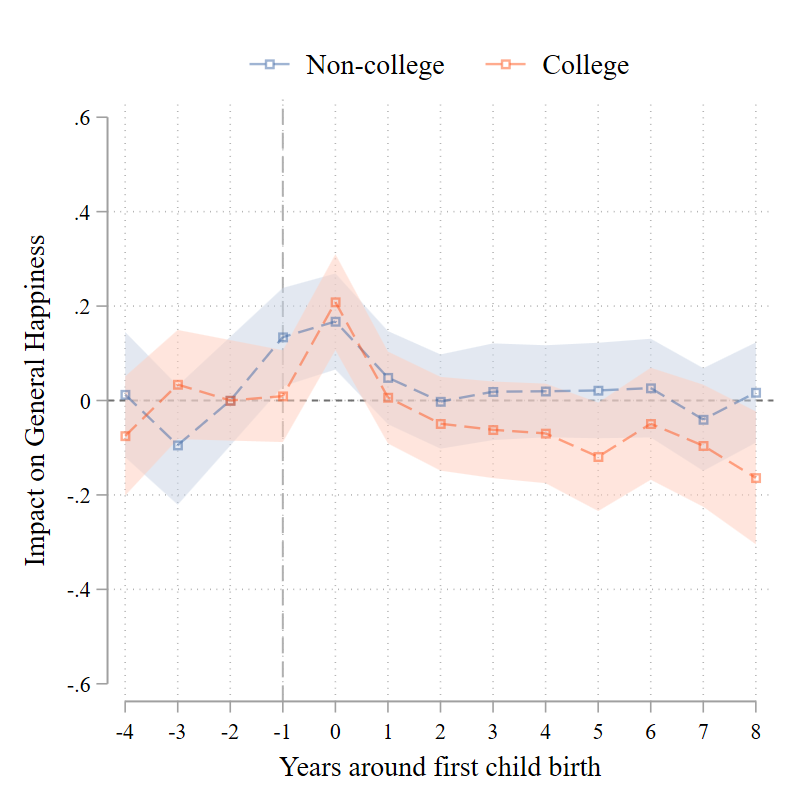 Non-college College
.6
.4
.2
0
-.2
-.4
-.6
Impact on General Happiness
-4 -3 -2 -1 0 1 2 3 4 5 6 7 8
Years around first child birth